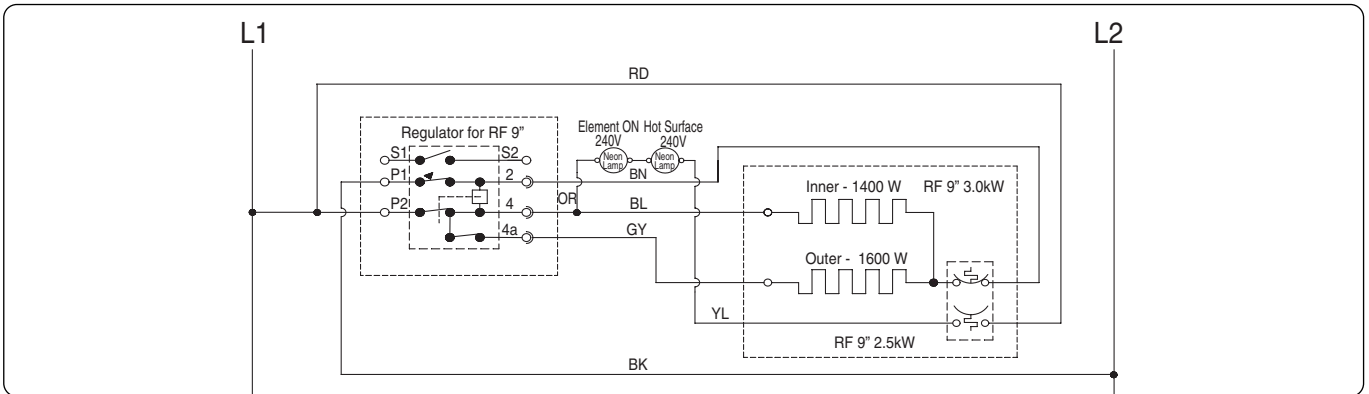 L1
L2
RD
Regulator for RF 9”
Element ON Hot Surface
240V 240V
Neon Lamp
Neon Lamp
S1
S2
P1
2
BN
Inner - 1400 W
RF 9” 3.0kW
P2
4
OR
BL
4a
GY
Outer - 1600 W
YL
RF 9” 2.5kW
BK